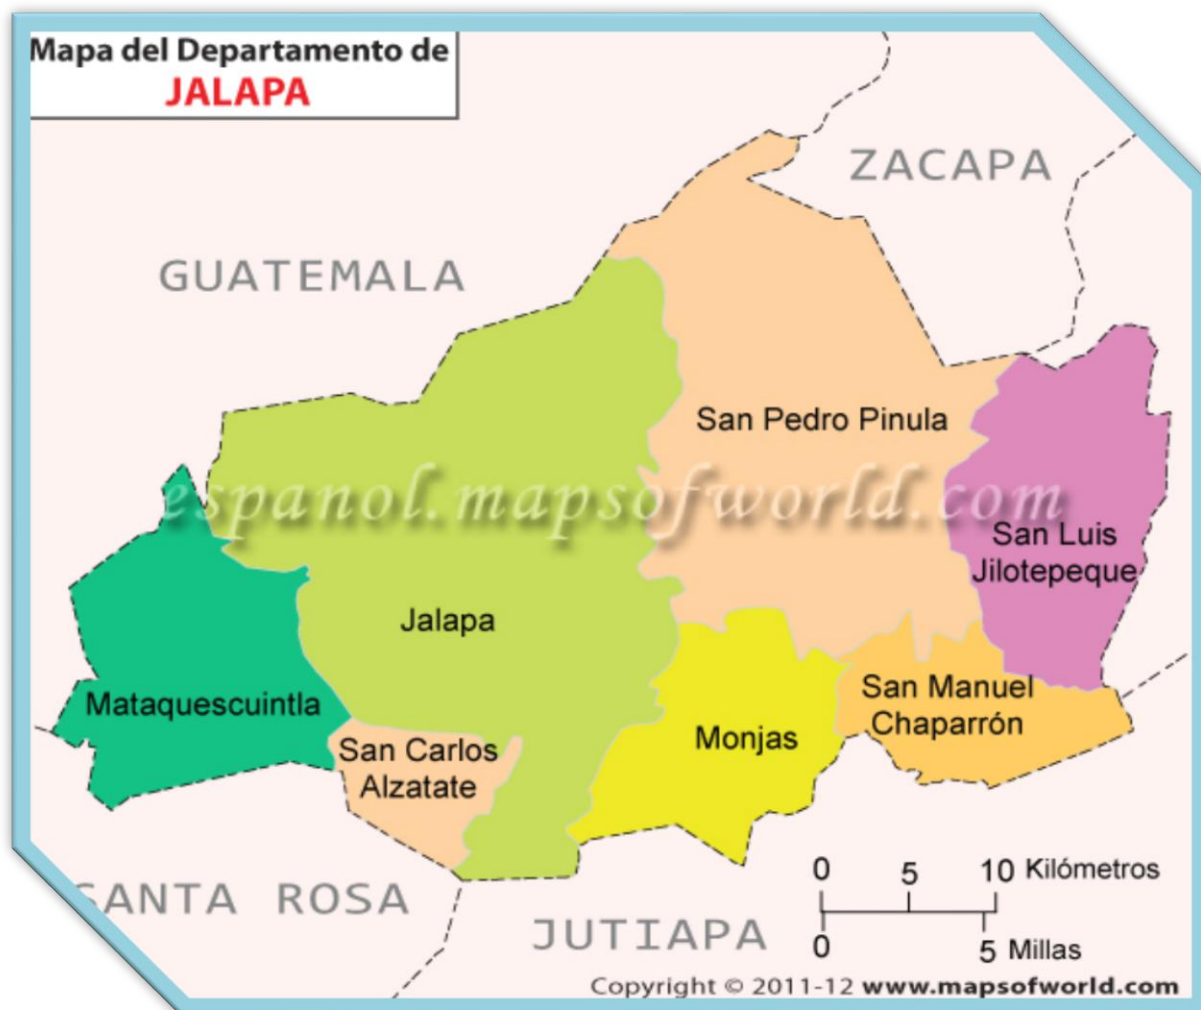 Mapa del Departamento de
JALAPA
ZACAPA
GUATEMALA
San Pedro Pinula
espanol.mapsofworld.com
San Luis
Jilotepeque
Jalapa
San Manuel
Chaparrón
Mataquescuintla
Monjas
San Carlos
Alzatate
0 5 10 Kilómetros
SANTA ROSA
JUTIAPA
0 5 Millas
Copyright © 2011-12 www.mapsofworld.com